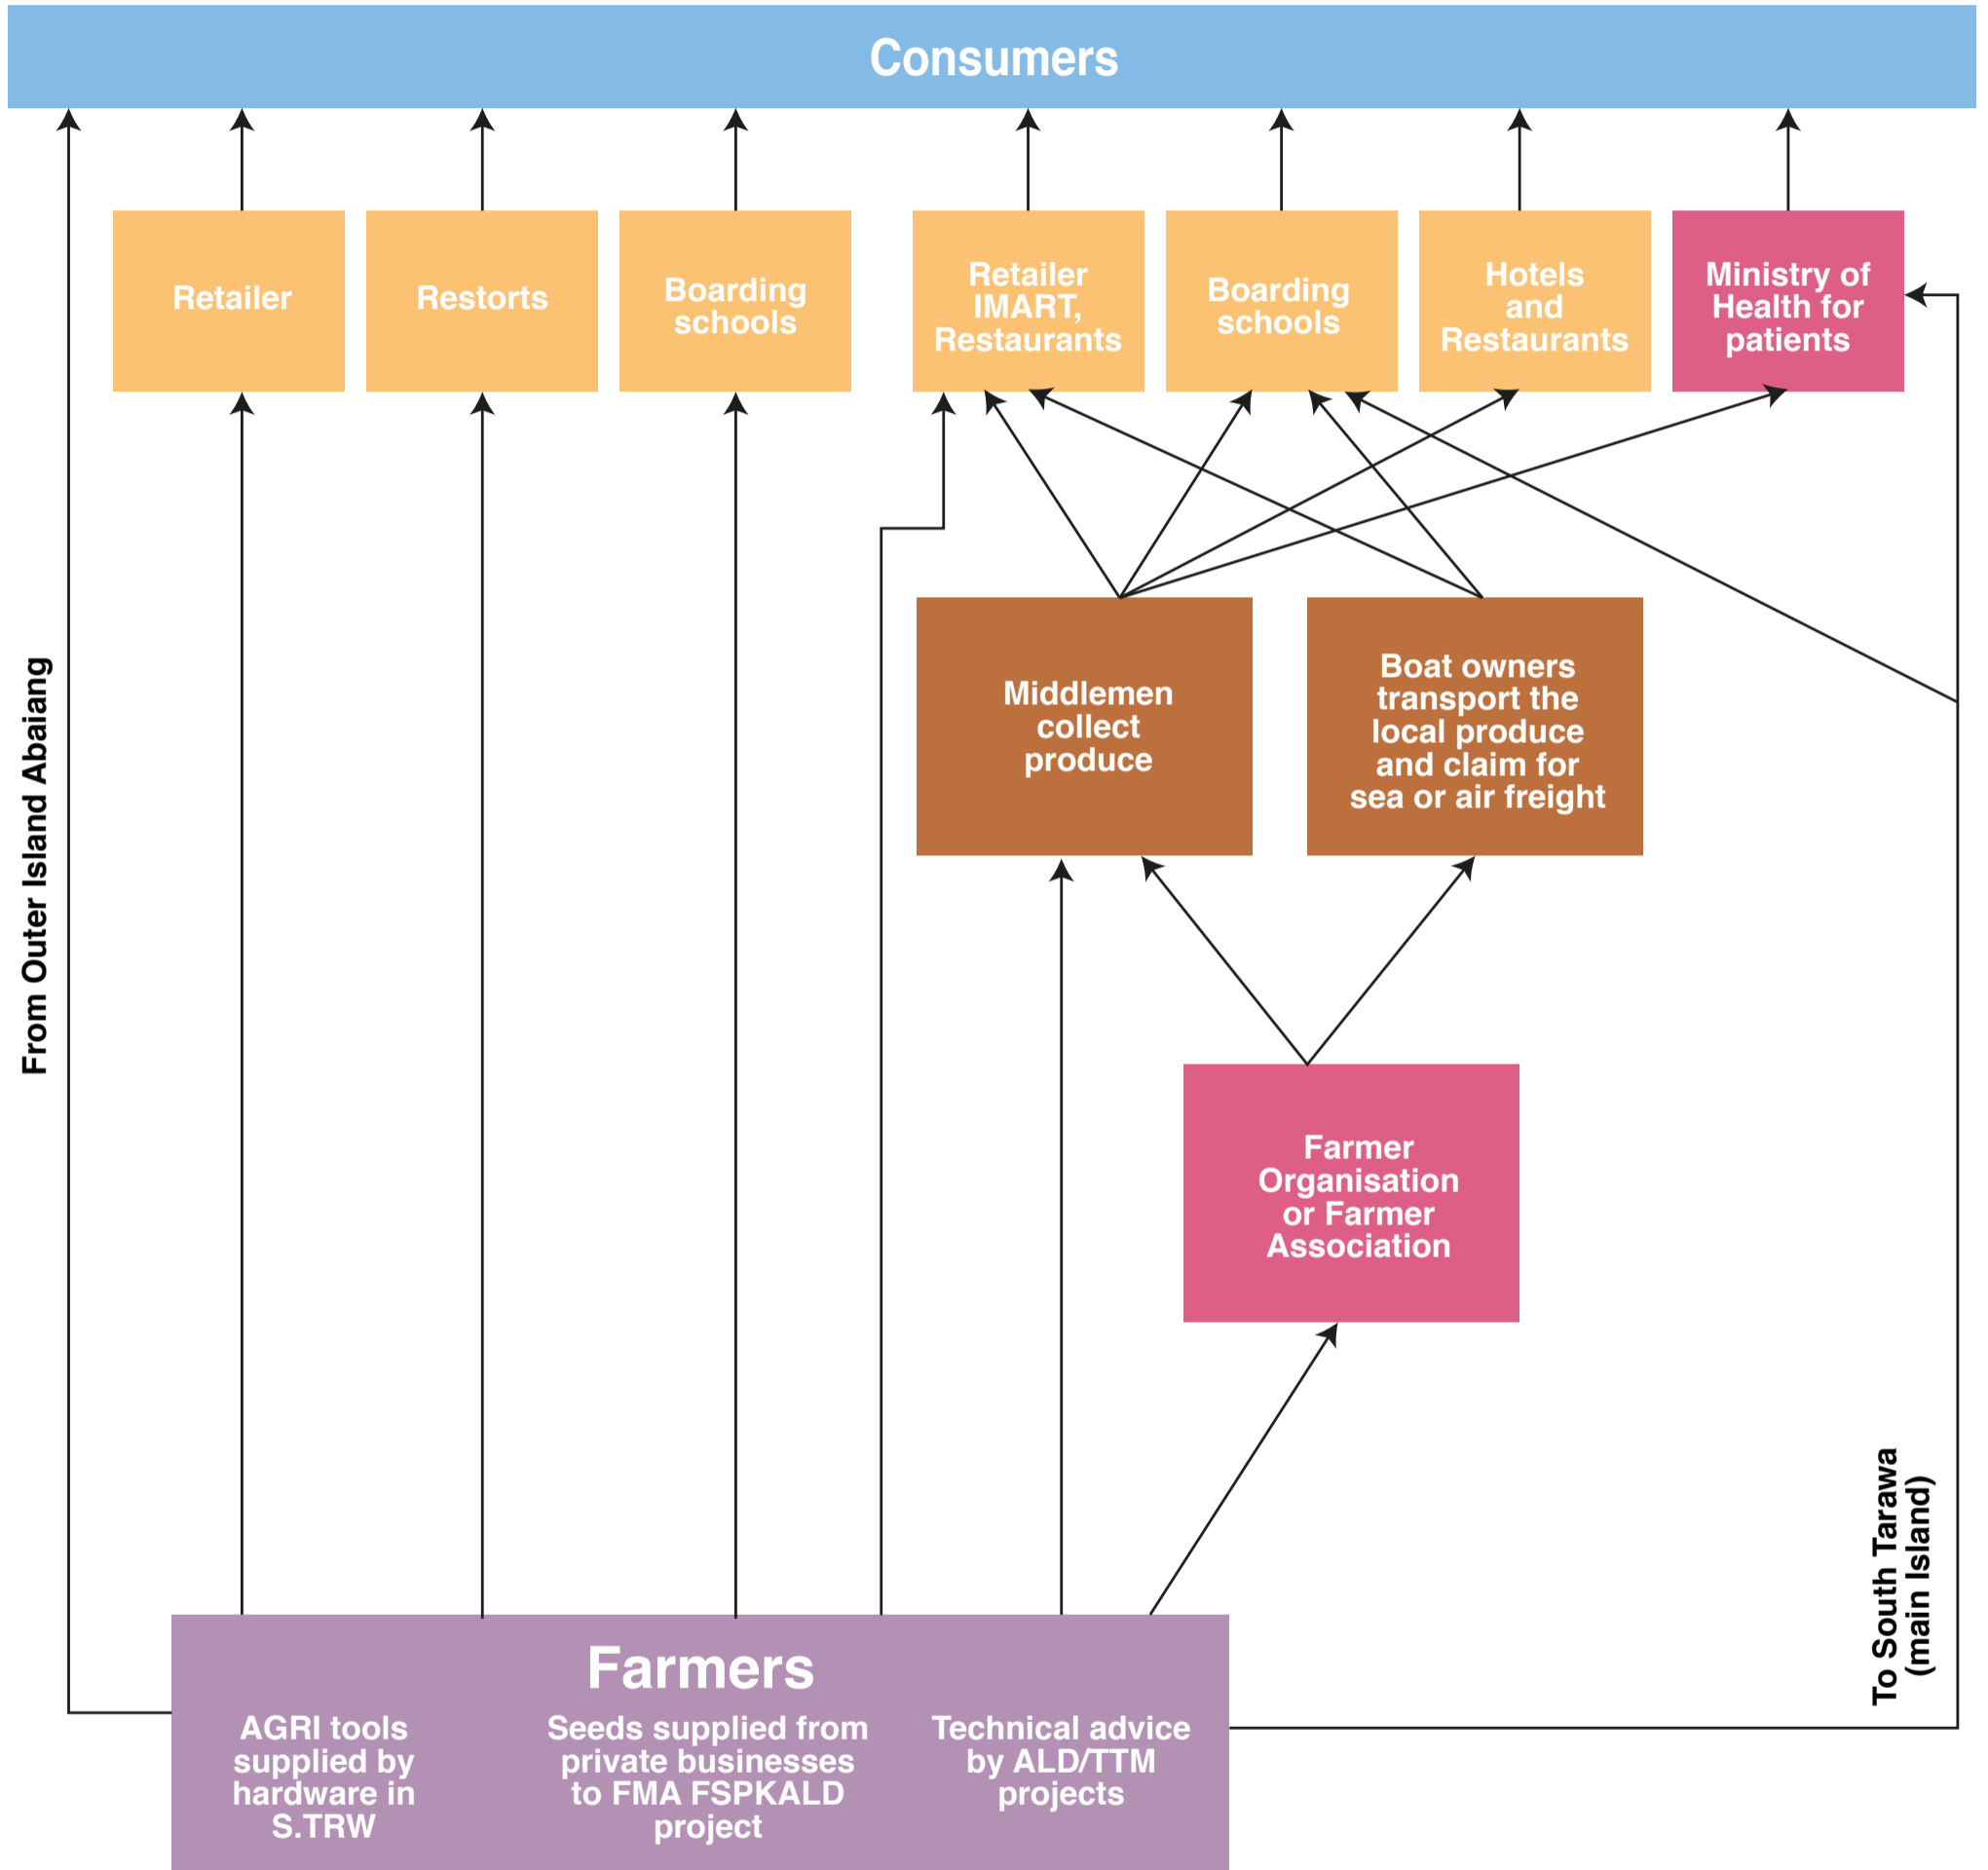 Consumers
Retailer
Restorts
Boarding
schools
Retailer
IMART,
Restaurants
Boarding
schools
Hotels
and
Restaurants
Ministry of
Health for
patients
Middlemen
collect
produce
Boat owners
transport the
local produce
and claim for
sea or air freight
From Outer Island Abaiang
Farmer
Organisation
or Farmer
Association
To South Tarawa
(main Island)
Farmers
AGRI tools
supplied by
hardware in
S.TRW
Seeds supplied from
private businesses
to FMA FSPKALD
project
Technical advice
by ALD/TTM
projects